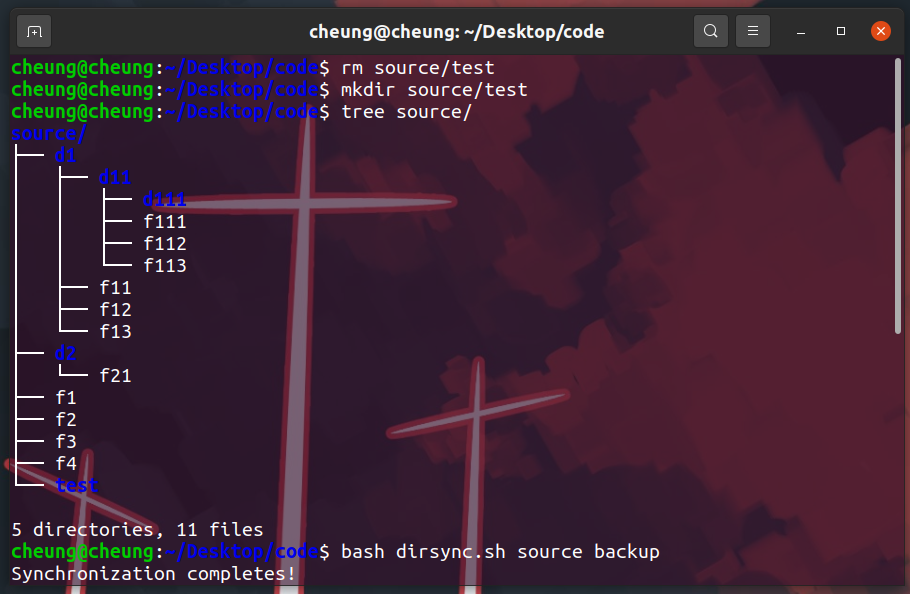 cheung@cheung: ~/Desktop/code
cheung@cheung:~/Desktop/code$ rm source/test
cheung@cheung:~/Desktop/code$ mkdir source/test
cheung@cheung:~/Desktop/code$ tree source/
source/
├── d1
│   ├── d11
│   │   ├── d111
│   │   ├── f111
│   │   ├── f112
│   │   └── f113
│   ├── f11
│   ├── f12
│   └── f13
├── d2
│   └── f21
├── f1
├── f2
├── f3
├── f4
└── test
5 directories, 11 files
cheung@cheung:~/Desktop/code$ bash dirsync.sh source backup
Synchronization completes!